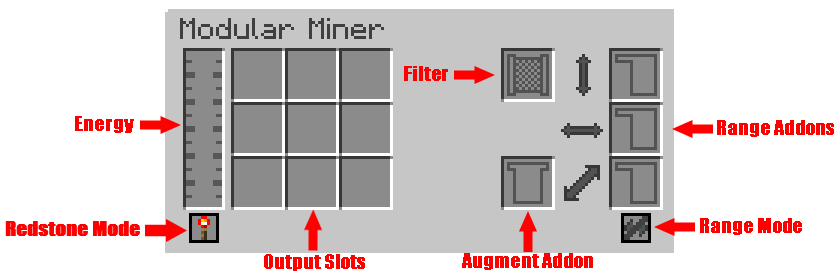 Modular Miner
Filter
Energy
Range Addons
Redstone Mode
Range Mode
Output Slots
Augment Addon